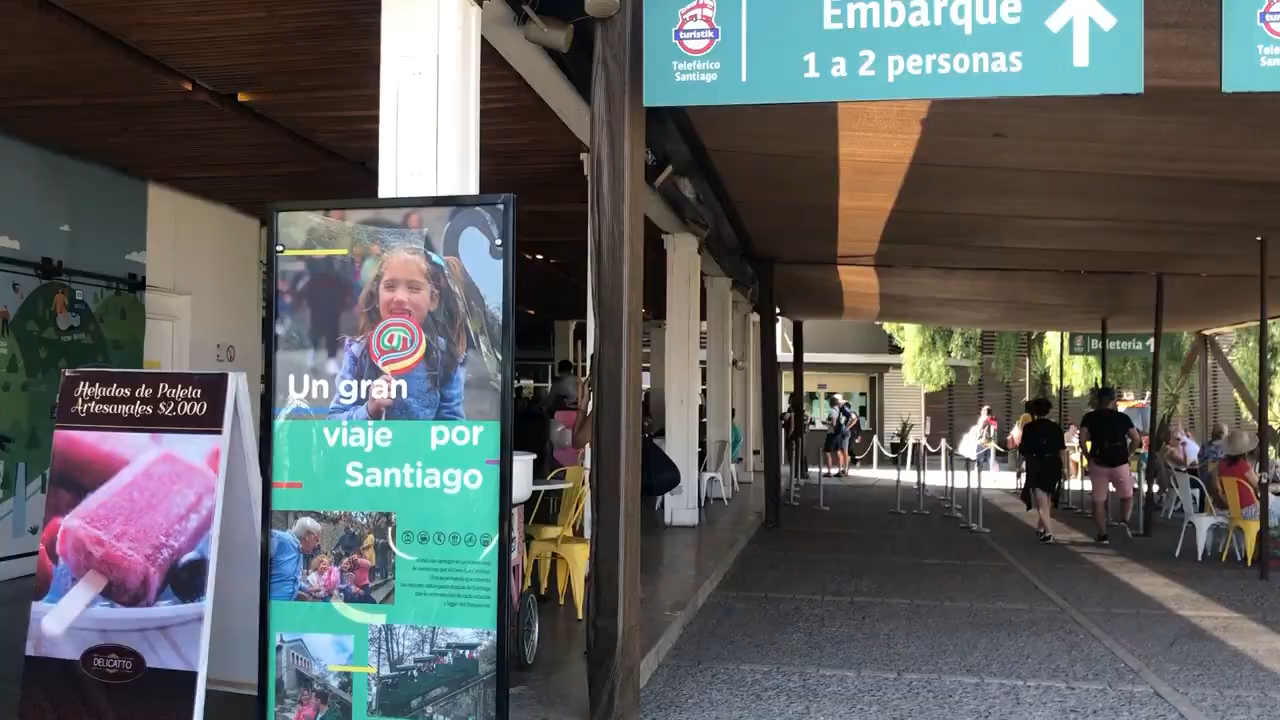 Embarque
1 a 2 personas
turistik
Teleférico
Santiago
Boletería
Un gran
viaje por
Santiago
Helados de Paleta
Artesanales $2.000
DELICATTO